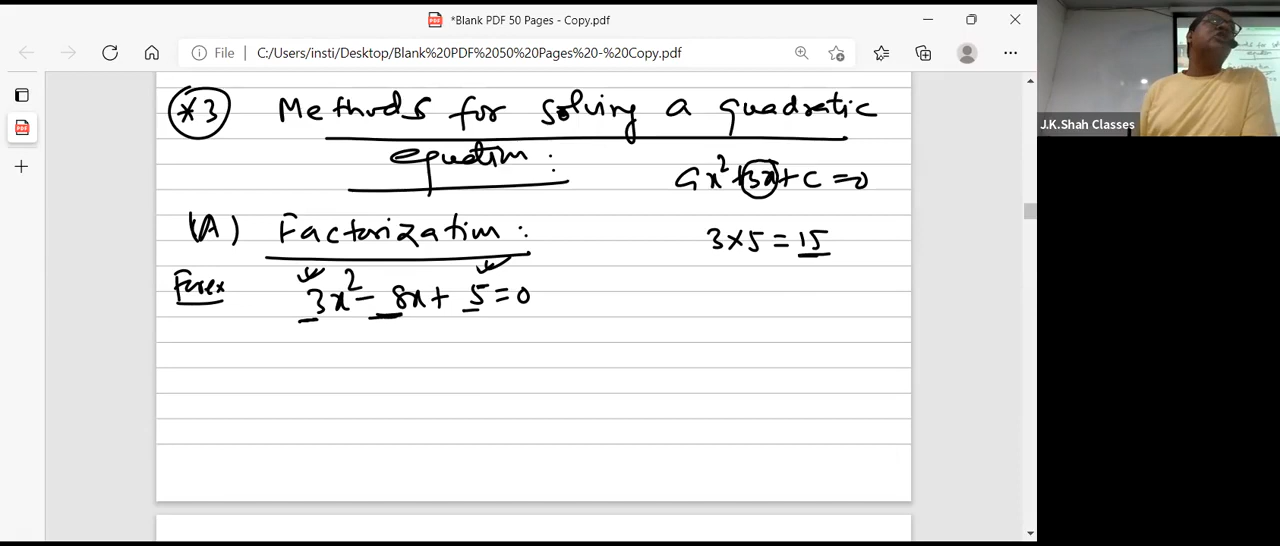 *Blank PDF 50 Pages - Copy.pdf
File C:/Users/insti/Desktop/Blank%20PDF%2050%20Pages%20-%20Copy.pdf
*3 Methods for solving a quadratic
equation :
ax² + bx + c = 0
(A) Factorization :
3 x 5 = 15
For ex 3x² - 8x + 5 = 0
J.K.Shah Classes